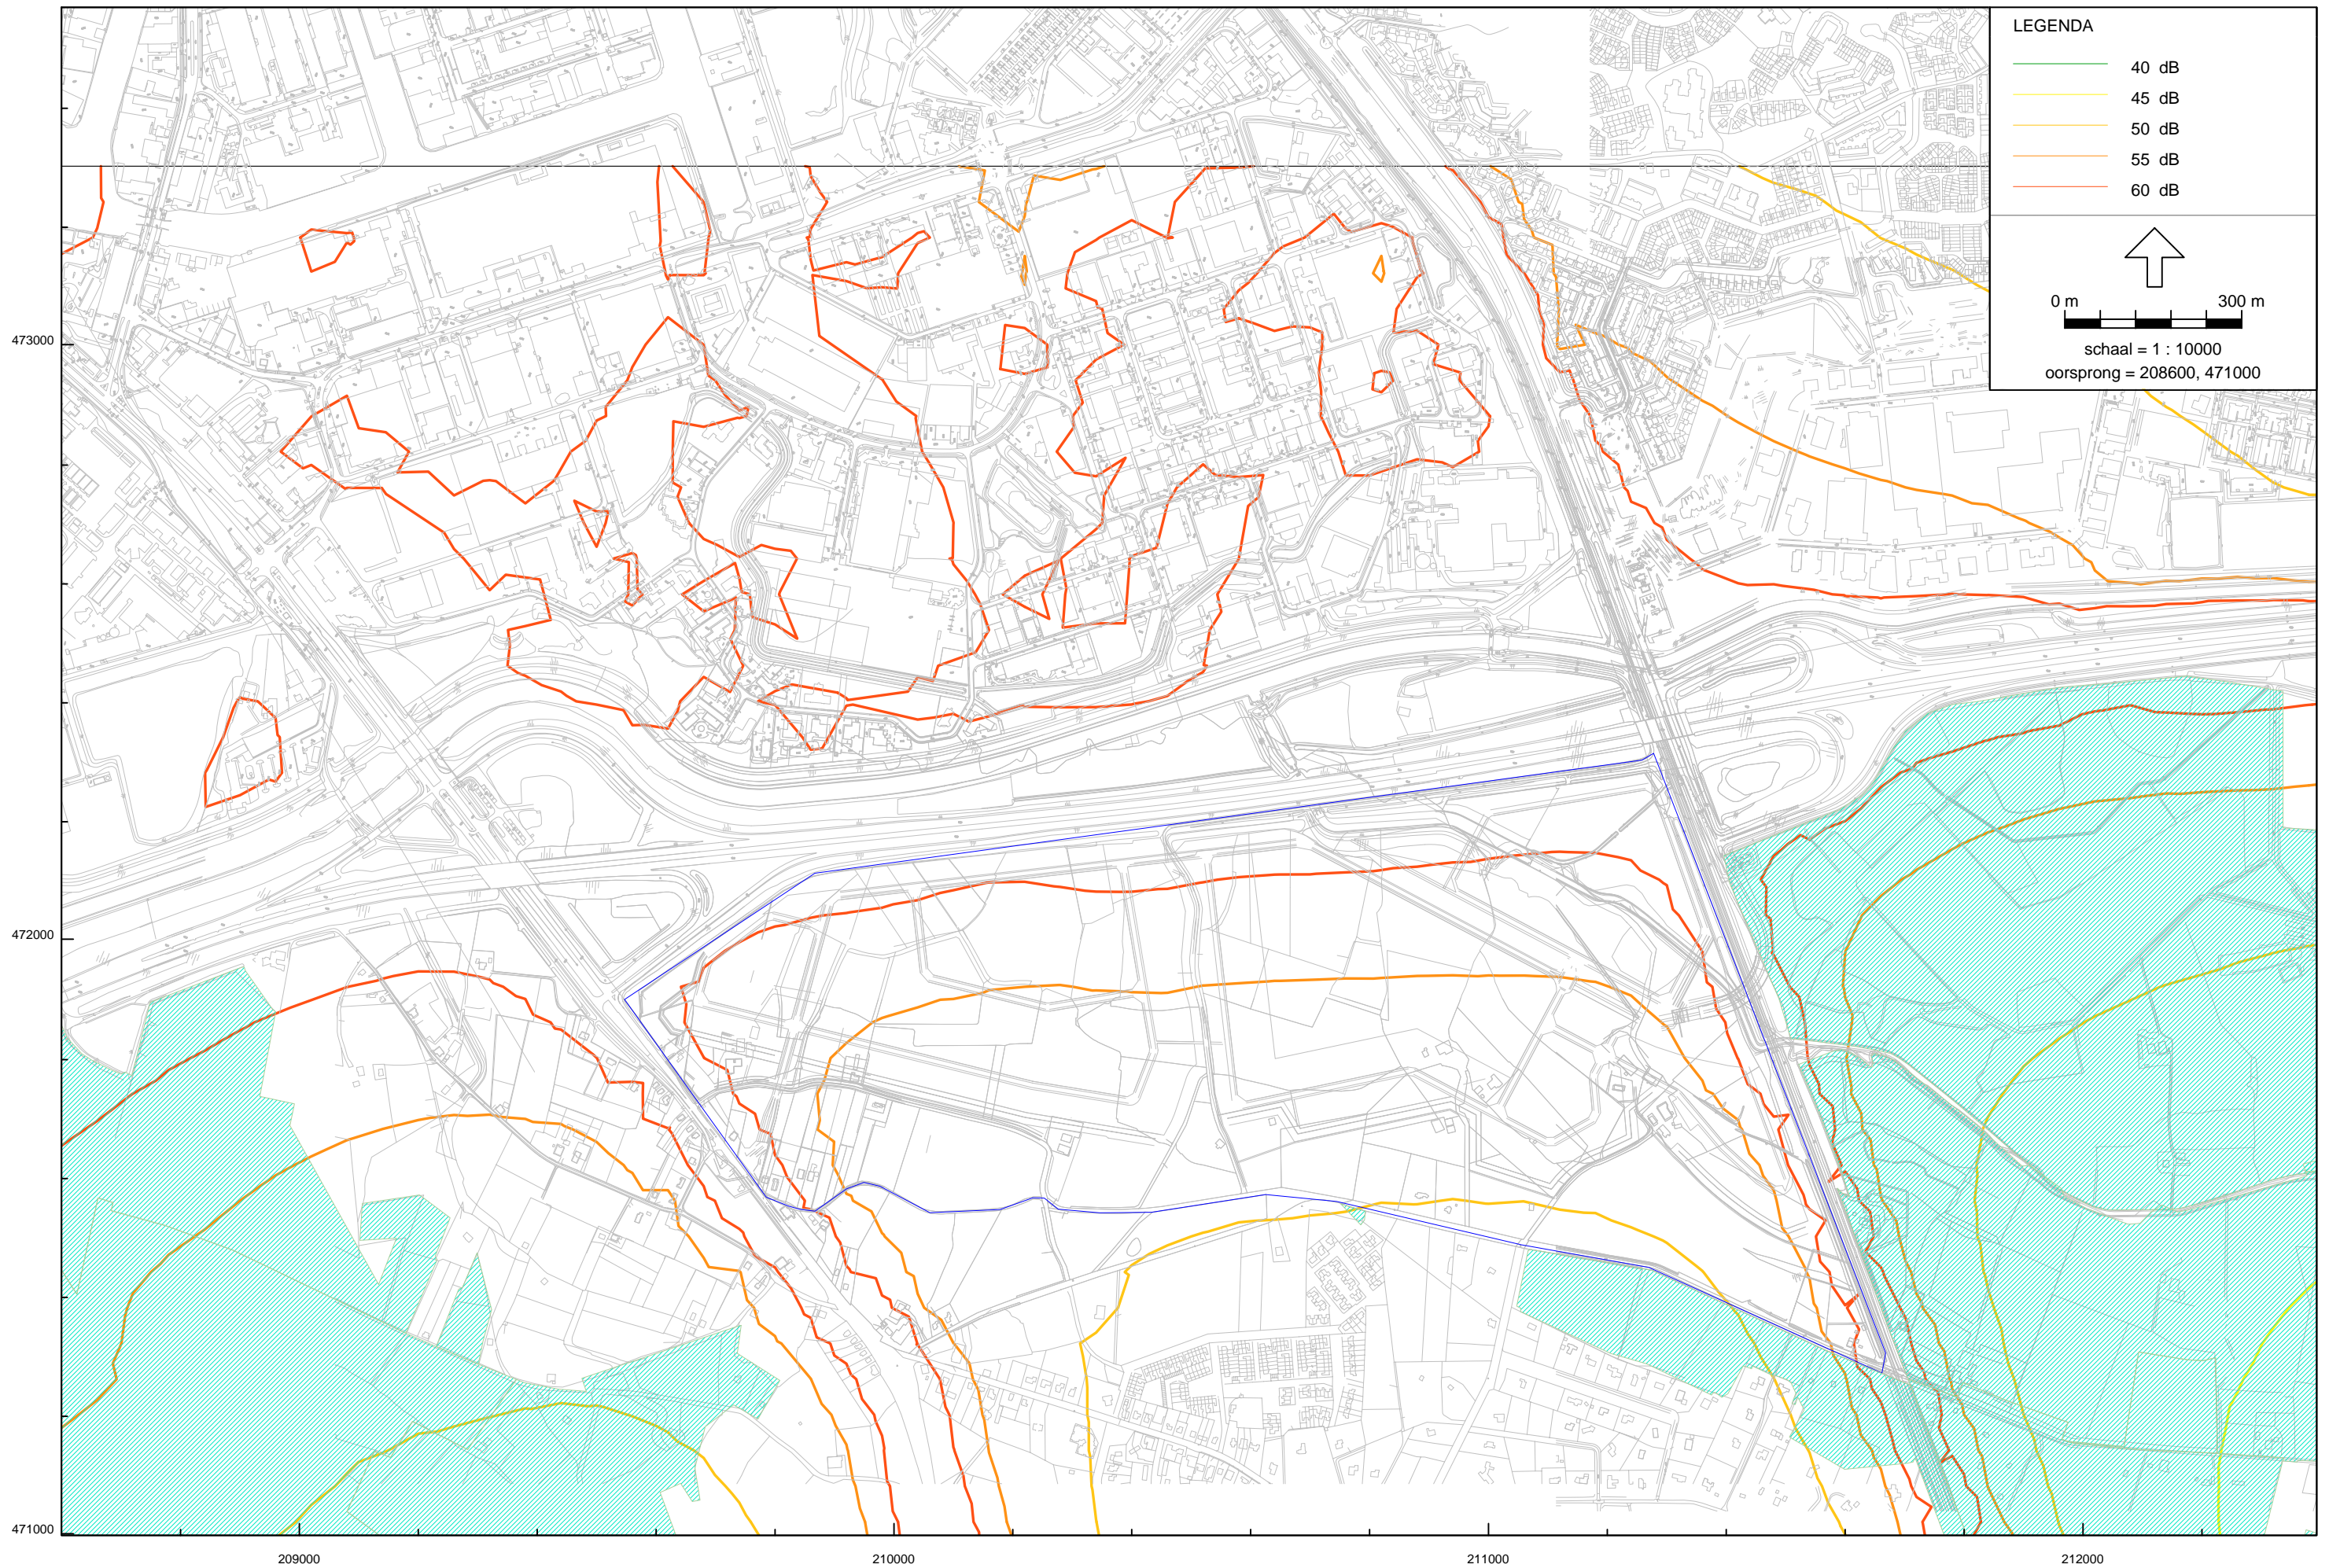 LEGENDA
40 dB
45 dB
50 dB
55 dB
60 dB
0 m 300 m
schaal = 1 : 10000
oorsprong = 208600, 471000
473000
472000
471000
209000 210000 211000 212000